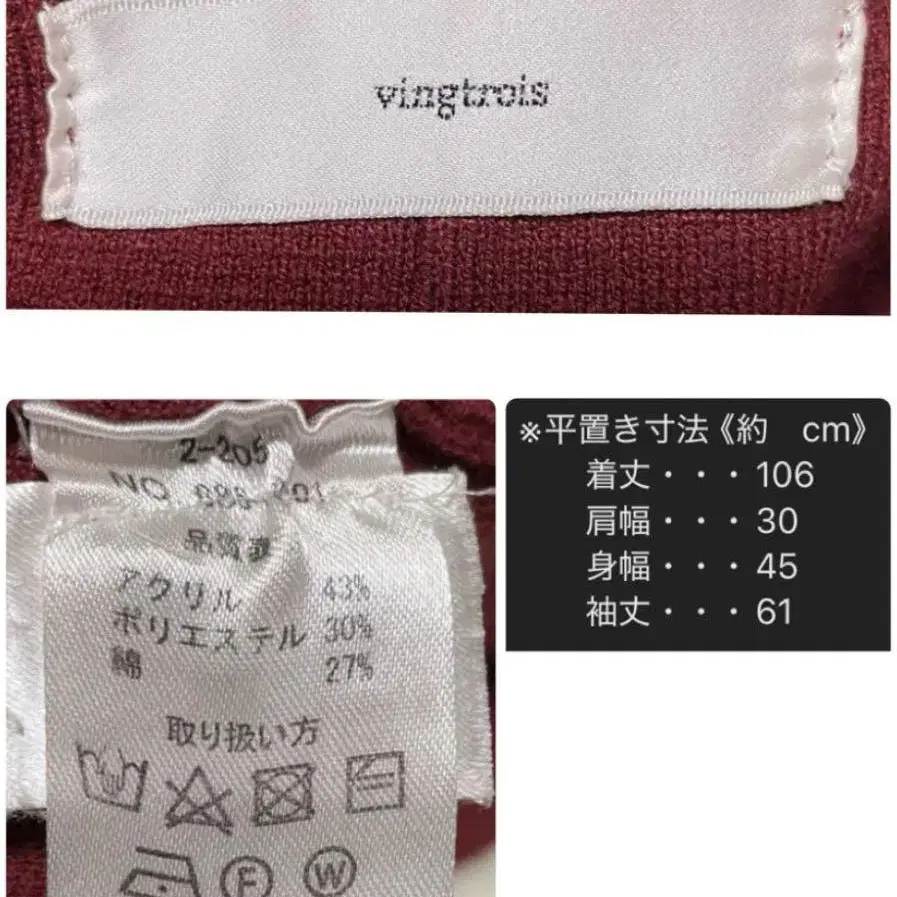 vingtrois
2-205
NO
品質表
アクリル 43%
ポリエステル 30%
綿 27%
取り扱い方
F W
※平置き寸法《約 cm》
着丈・・・106
肩幅・・・30
身幅・・・45
袖丈・・・61